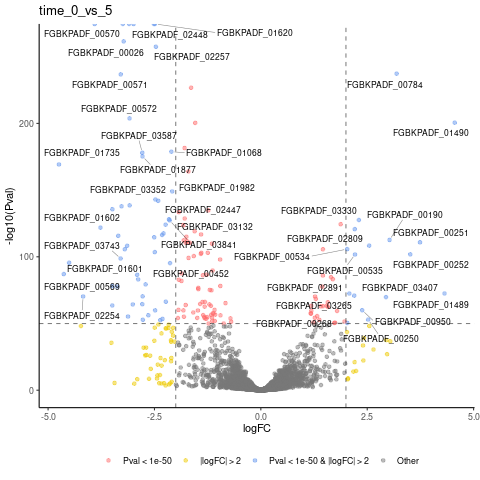 time_0_vs_5
FGBKPADF_01620
FGBKPADF_00570
FGBKPADF_02448
FGBKPADF_00026
FGBKPADF_02257
FGBKPADF_00571
FGBKPADF_00784
FGBKPADF_00572
FGBKPADF_03587
FGBKPADF_01490
FGBKPADF_01735
FGBKPADF_01068
FGBKPADF_01877
FGBKPADF_03352
FGBKPADF_01982
FGBKPADF_02447
FGBKPADF_03330
FGBKPADF_01602
FGBKPADF_00190
FGBKPADF_03132
FGBKPADF_00251
FGBKPADF_03743
FGBKPADF_03841
FGBKPADF_02809
FGBKPADF_00534
FGBKPADF_00252
FGBKPADF_01601
FGBKPADF_00452
FGBKPADF_00535
FGBKPADF_00569
FGBKPADF_02891
FGBKPADF_03407
FGBKPADF_03265
FGBKPADF_01489
FGBKPADF_02254
FGBKPADF_00268
FGBKPADF_00950
FGBKPADF_00250
200
100
0
-log10(Pval)
-5.0
-2.5
0.0
2.5
5.0
logFC
Pval < 1e-50
|logFC| > 2
Pval < 1e-50 & |logFC| > 2
Other